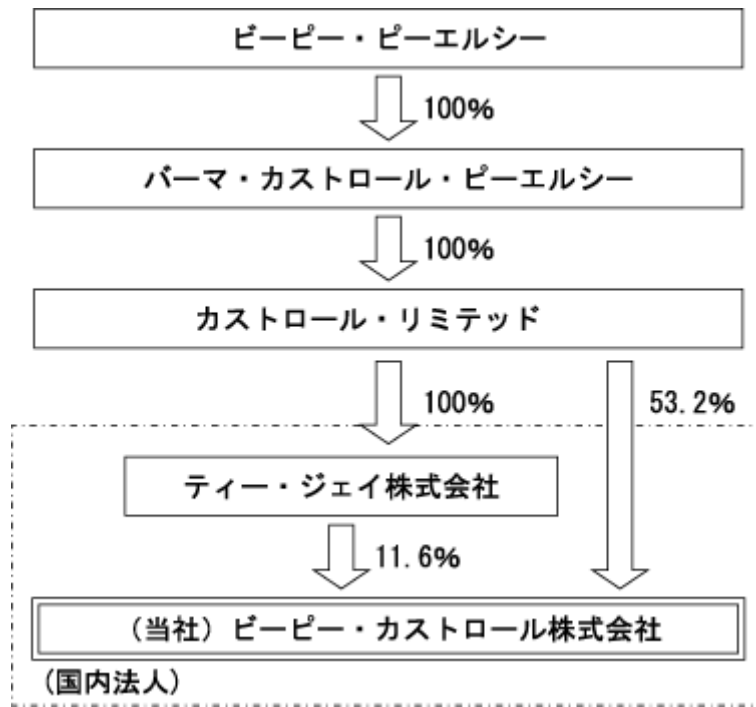 ビーピー・ピーエルシー
100%
バーマ・カストロール・ピーエルシー
100%
カストロール・リミテッド
100%
53.2%
ティー・ジェイ株式会社
11.6%
（当社）ビーピー・カストロール株式会社
（国内法人）